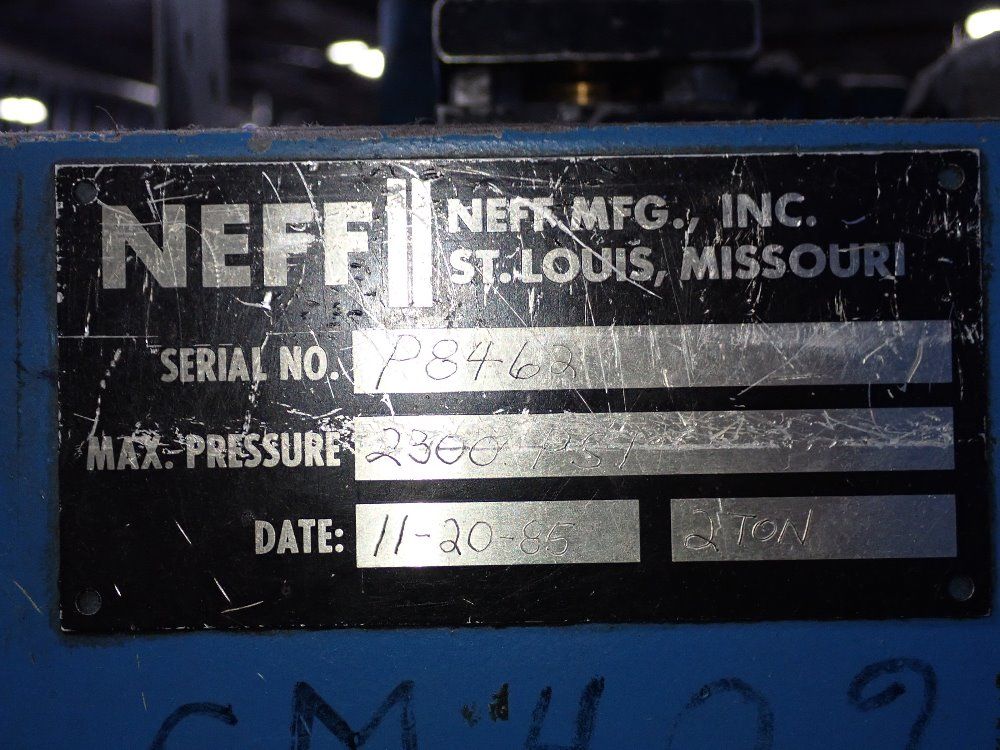 NEFF
NEFF MFG., INC.
ST. LOUIS, MISSOURI
SERIAL NO. P8462
MAX. PRESSURE 2300 PSI
DATE: 11-20-85 2 TON